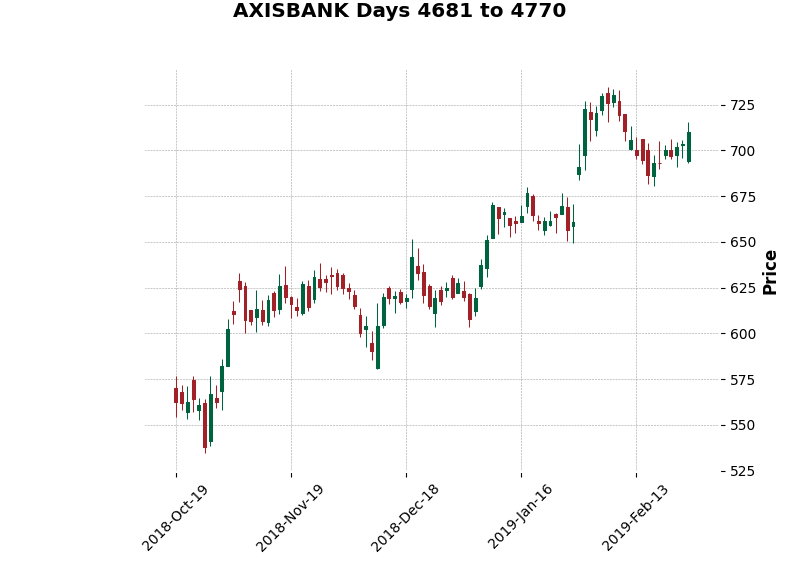 AXISBANK Days 4681 to 4770
725
700
675
650
625
600
575
550
525
Price
2018-Oct-19
2018-Nov-19
2018-Dec-18
2019-Jan-16
2019-Feb-13